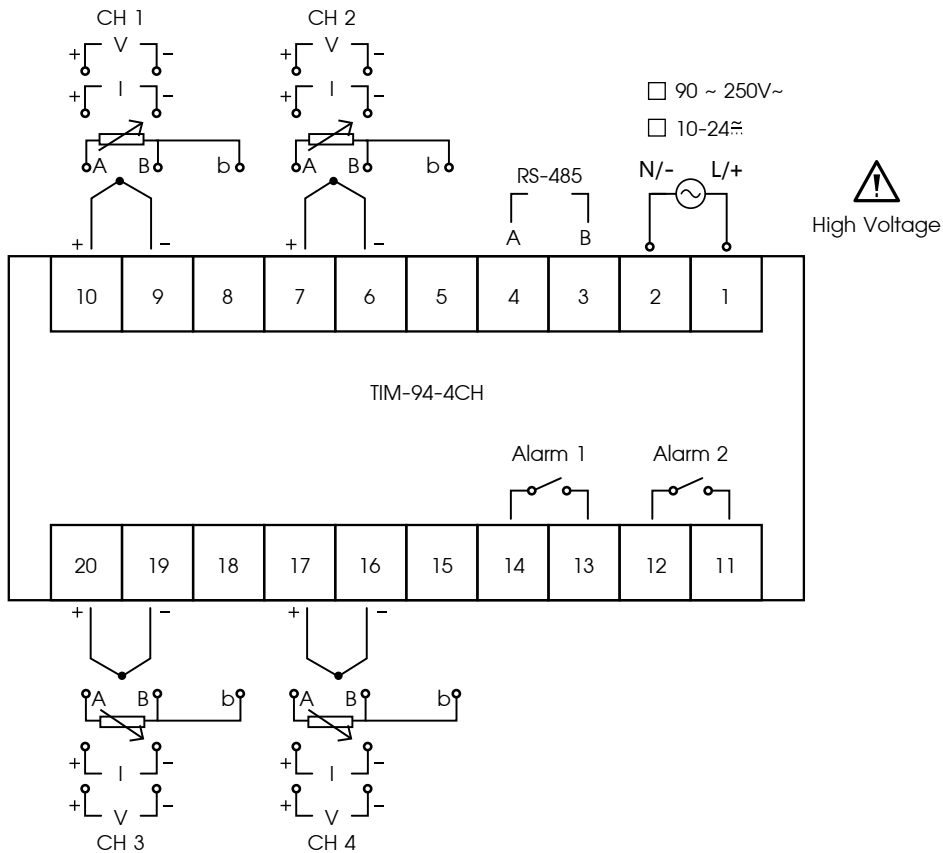 CH 1 CH 2
+ V − + V −
+ I − + I −
□ 90 ~ 250V~
□ 10-24≂
A B b A B b
RS-485
N/- L/+
A B
High Voltage
+ − + −
10 9 8 7 6 5 4 3 2 1
TIM-94-4CH
Alarm 1 Alarm 2
20 19 18 17 16 15 14 13 12 11
+ − + −
A B b A B b
+ I − + I −
+ V − + V −
CH 3 CH 4